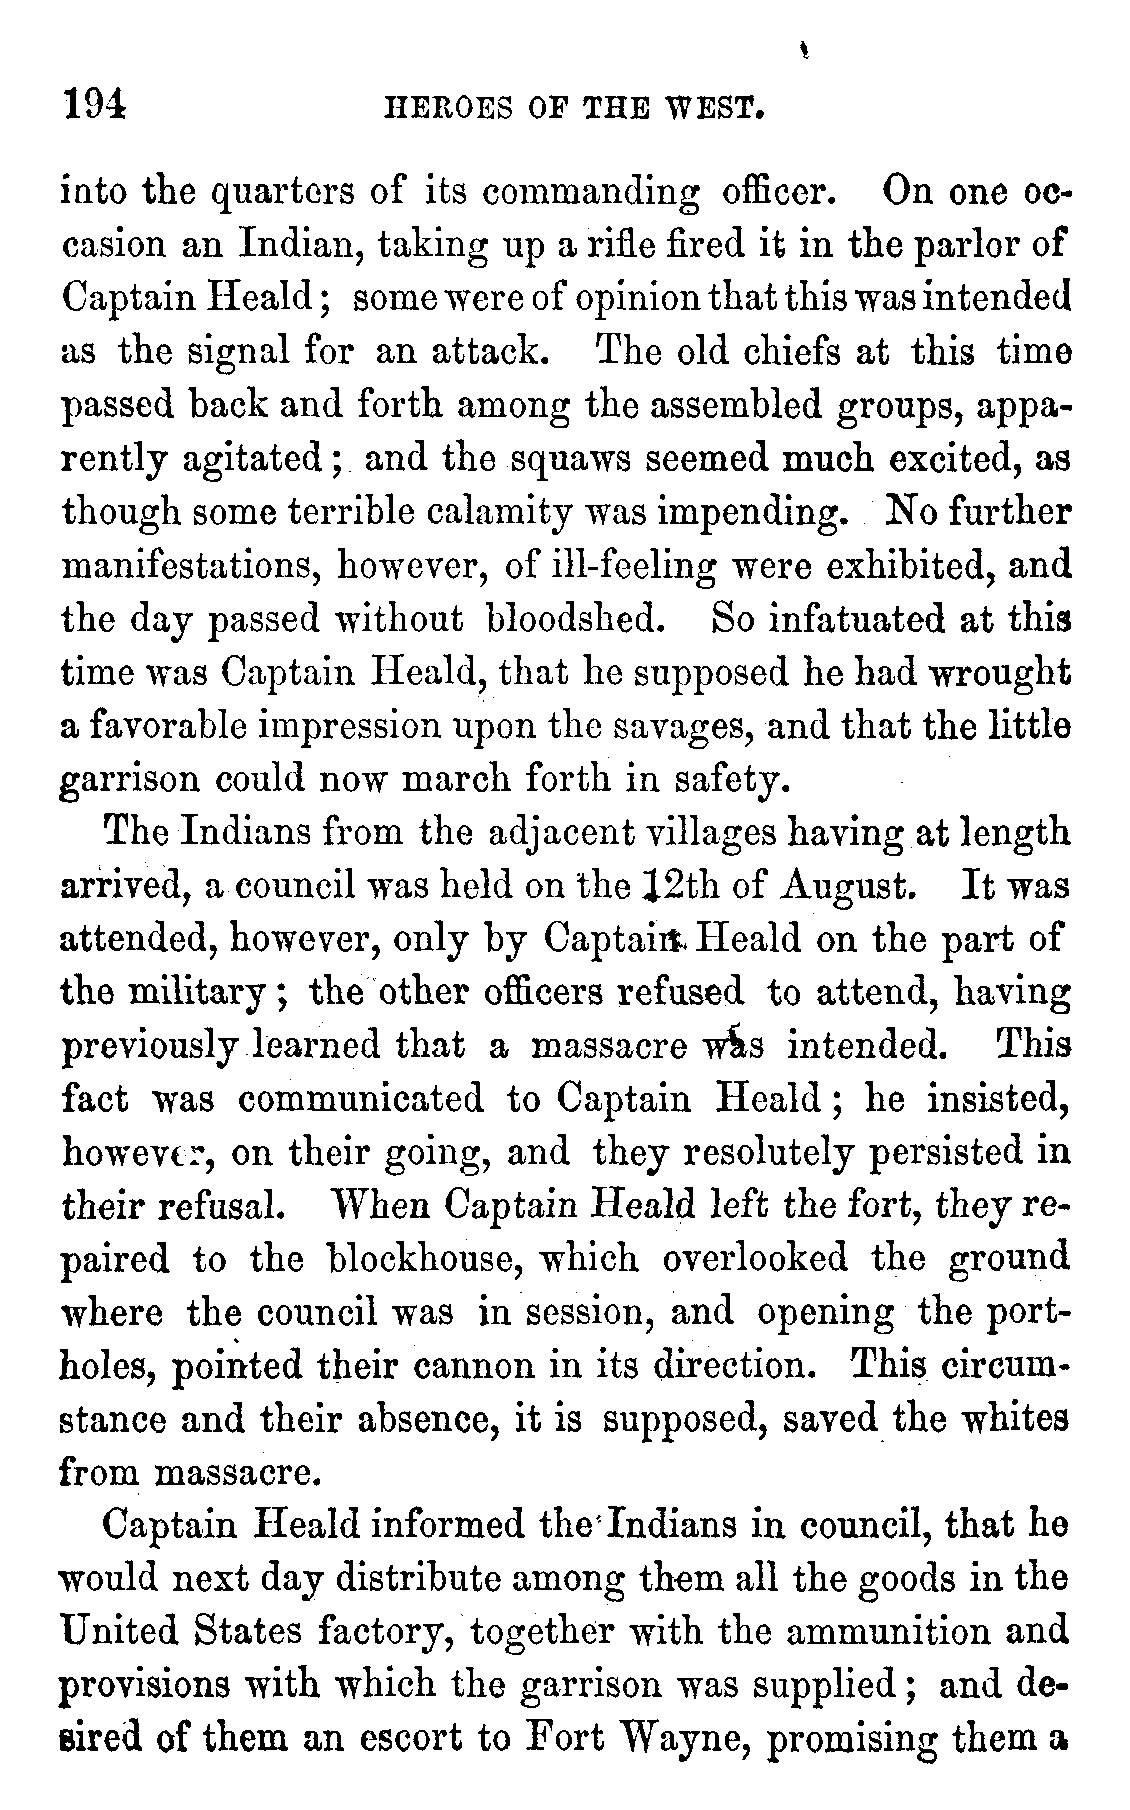 194 HEROES OF THE WEST.
into the quarters of its commanding officer. On one oc-
casion an Indian, taking up a rifle fired it in the parlor of
Captain Heald; some were of opinion that this was intended
as the signal for an attack. The old chiefs at this time
passed back and forth among the assembled groups, appa-
rently agitated; and the squaws seemed much excited, as
though some terrible calamity was impending. No further
manifestations, however, of ill-feeling were exhibited, and
the day passed without bloodshed. So infatuated at this
time was Captain Heald, that he supposed he had wrought
a favorable impression upon the savages, and that the little
garrison could now march forth in safety.
The Indians from the adjacent villages having at length
arrived, a council was held on the 12th of August. It was
attended, however, only by Captain Heald on the part of
the military; the other officers refused to attend, having
previously learned that a massacre was intended. This
fact was communicated to Captain Heald; he insisted,
however, on their going, and they resolutely persisted in
their refusal. When Captain Heald left the fort, they re-
paired to the blockhouse, which overlooked the ground
where the council was in session, and opening the port-
holes, pointed their cannon in its direction. This circum-
stance and their absence, it is supposed, saved the whites
from massacre.
Captain Heald informed the Indians in council, that he
would next day distribute among them all the goods in the
United States factory, together with the ammunition and
provisions with which the garrison was supplied; and de-
sired of them an escort to Fort Wayne, promising them a